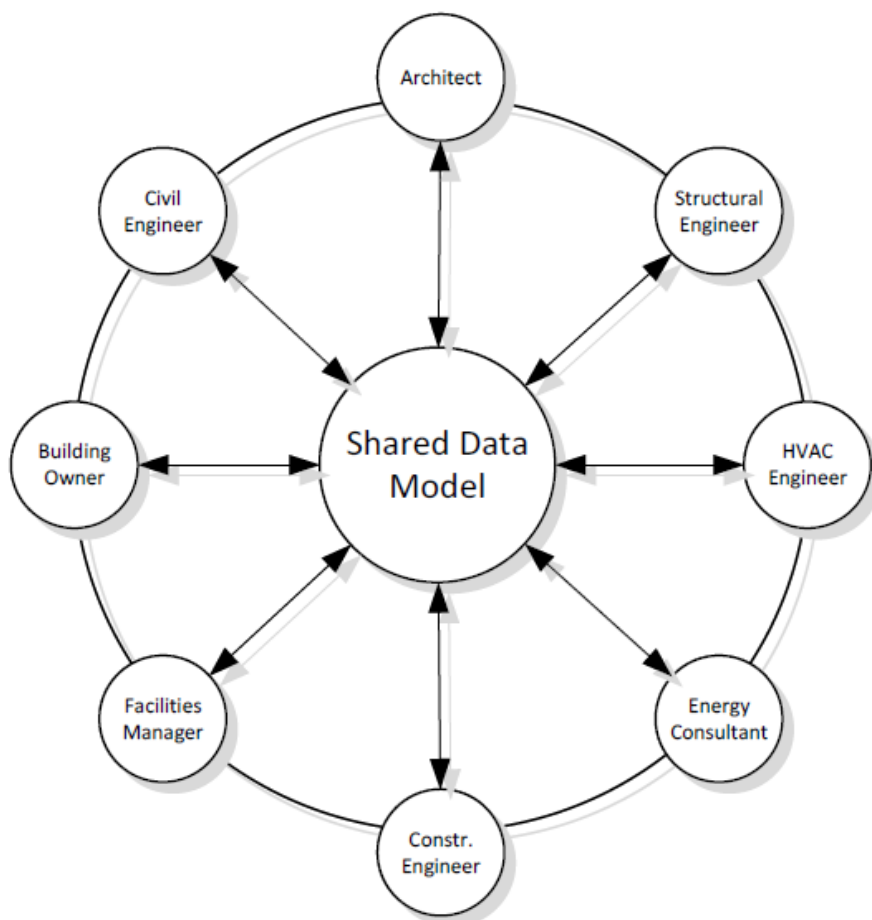 Architect
Civil
Engineer
Structural
Engineer
Building
Owner
Shared Data
Model
HVAC
Engineer
Facilities
Manager
Energy
Consultant
Constr.
Engineer